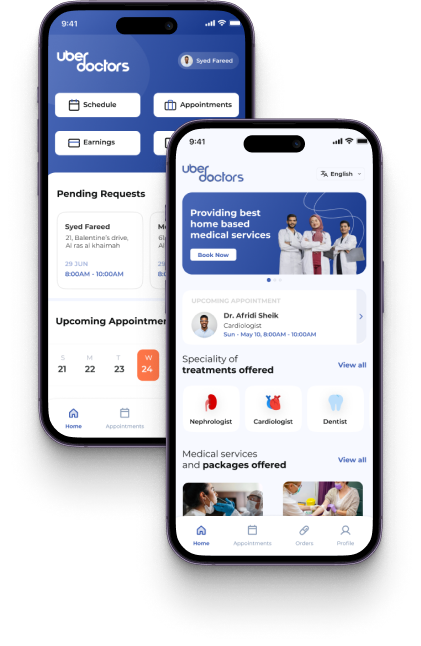 9:41
uber
doctors
Syed Fareed
Schedule
Appointments
Earnings
Pending Requests
Syed Fareed
21, Balentine's drive,
Al ras al khaimah
29 JUN
8:00AM - 10:00AM
Upcoming Appointme
S M T W
21 22 23 24
Home
Appointments
9:41
uber
doctors
English
Providing best
home based
medical services
Book Now
UPCOMING APPOINTMENT
Dr. Afridi Sheik
Cardiologist
Sun - May 10, 8:00AM - 10:00AM
Speciality of
treatments offered
View all
Nephrologist
Cardiologist
Dentist
Medical services
and packages offered
View all
Home
Appointments
Orders
Profile